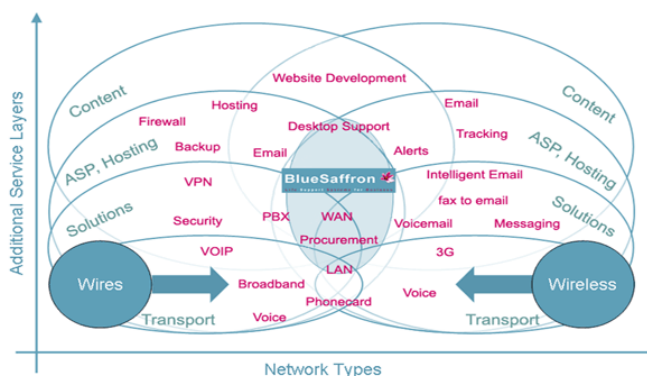 Additional Service Layers
Website Development
Content
Content
Hosting
Email
Firewall
Desktop Support
Tracking
ASP, Hosting
ASP, Hosting
Backup
Email
Alerts
BlueSaffron
VPN
Intelligent Email
fax to email
Solutions
Solutions
Security
PBX
WAN
Voicemail
Messaging
VOIP
Procurement
3G
LAN
Wires
Wireless
Broadband
Voice
Phonecard
Transport
Voice
Transport
Network Types